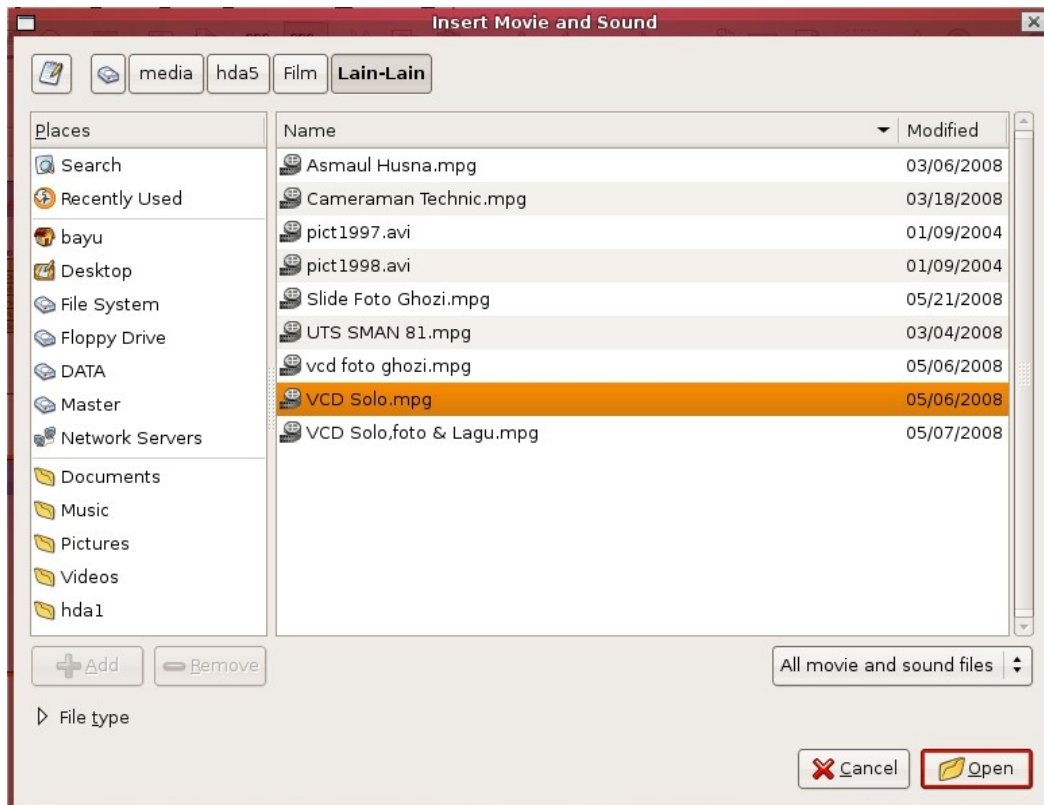 Insert Movie and Sound
media hda5 Film Lain-Lain
Places
Search
Recently Used
bayu
Desktop
File System
Floppy Drive
DATA
Master
Network Servers
Documents
Music
Pictures
Videos
hda1
Name Modified
Asmaul Husna.mpg 03/06/2008
Cameraman Technic.mpg 03/18/2008
pict1997.avi 01/09/2004
pict1998.avi 01/09/2004
Slide Foto Ghozi.mpg 05/21/2008
UTS SMAN 81.mpg 03/04/2008
vcd foto ghozi.mpg 05/06/2008
VCD Solo.mpg 05/06/2008
VCD Solo,foto & Lagu.mpg 05/07/2008
Add Remove
All movie and sound files
File type
Cancel Open